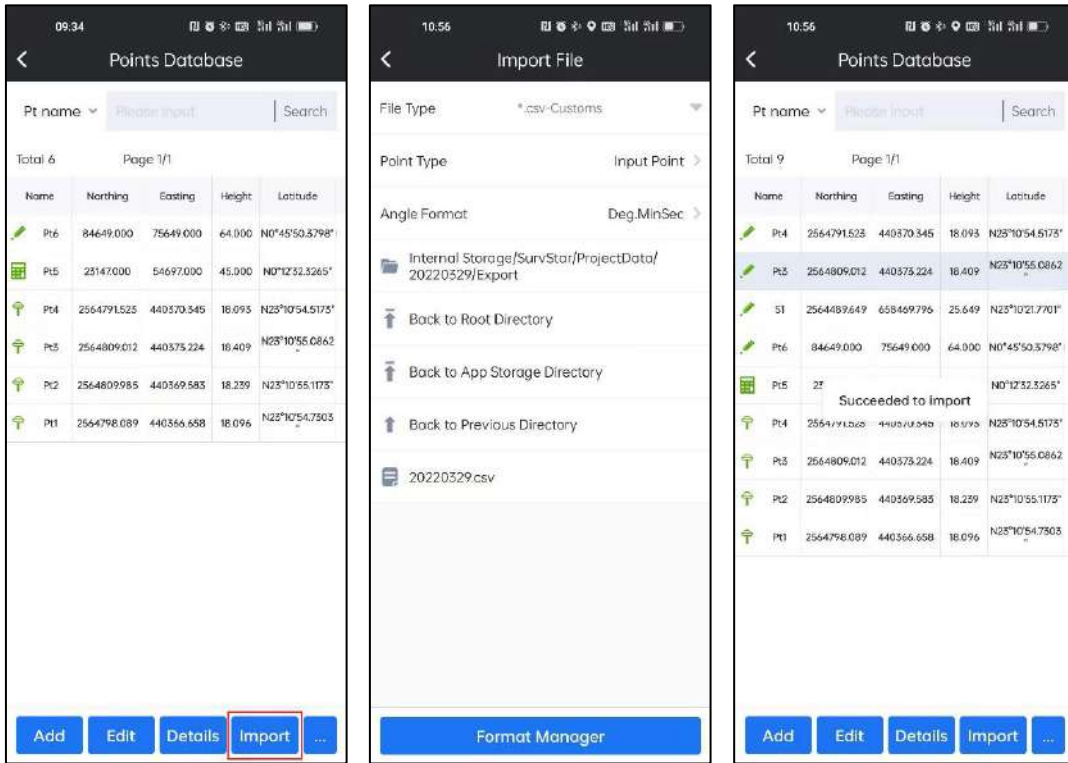 09.34
Points Database
Pt name Please input Search
Total 6 Page 1/1
Name Northing Easting Height Latitude
Pt6 84649.000 75649.000 64.000 N0°45'50.3798"
Pt5 23147.000 54697.000 45.000 N0°12'32.3265"
Pt4 2564791.523 440370.345 18.093 N23°10'54.5173"
Pt3 2564809.012 440373.224 18.409 N23°10'55.0862"
Pt2 2564809.985 440369.583 18.239 N23°10'55.1173"
Pt1 2564798.089 440366.658 18.096 N23°10'54.7303"
Add Edit Details Import ...
10:56
Import File
File Type *.csv-Customs
Point Type Input Point
Angle Format Deg.MinSec
Internal Storage/SurvStar/ProjectData/
20220329/Export
Back to Root Directory
Back to App Storage Directory
Back to Previous Directory
20220329.csv
Format Manager
10:56
Points Database
Pt name Please input Search
Total 9 Page 1/1
Name Northing Easting Height Latitude
Pt4 2564791.523 440370.345 18.093 N23°10'54.5173"
Pt3 2564809.012 440373.224 18.409 N23°10'55.0862"
S1 2564489.649 658469.796 25.649 N23°10'21.7701"
Pt6 84649.000 75649.000 64.000 N0°45'50.3798"
Pt5 N0°12'32.3265"
Succeeded to import
Pt4 2564791.523 440370.345 18.093 N23°10'54.5173"
Pt3 2564809.012 440373.224 18.409 N23°10'55.0862"
Pt2 2564809.985 440369.583 18.239 N23°10'55.1173"
Pt1 2564798.089 440366.658 18.096 N23°10'54.7303"
Add Edit Details Import ...